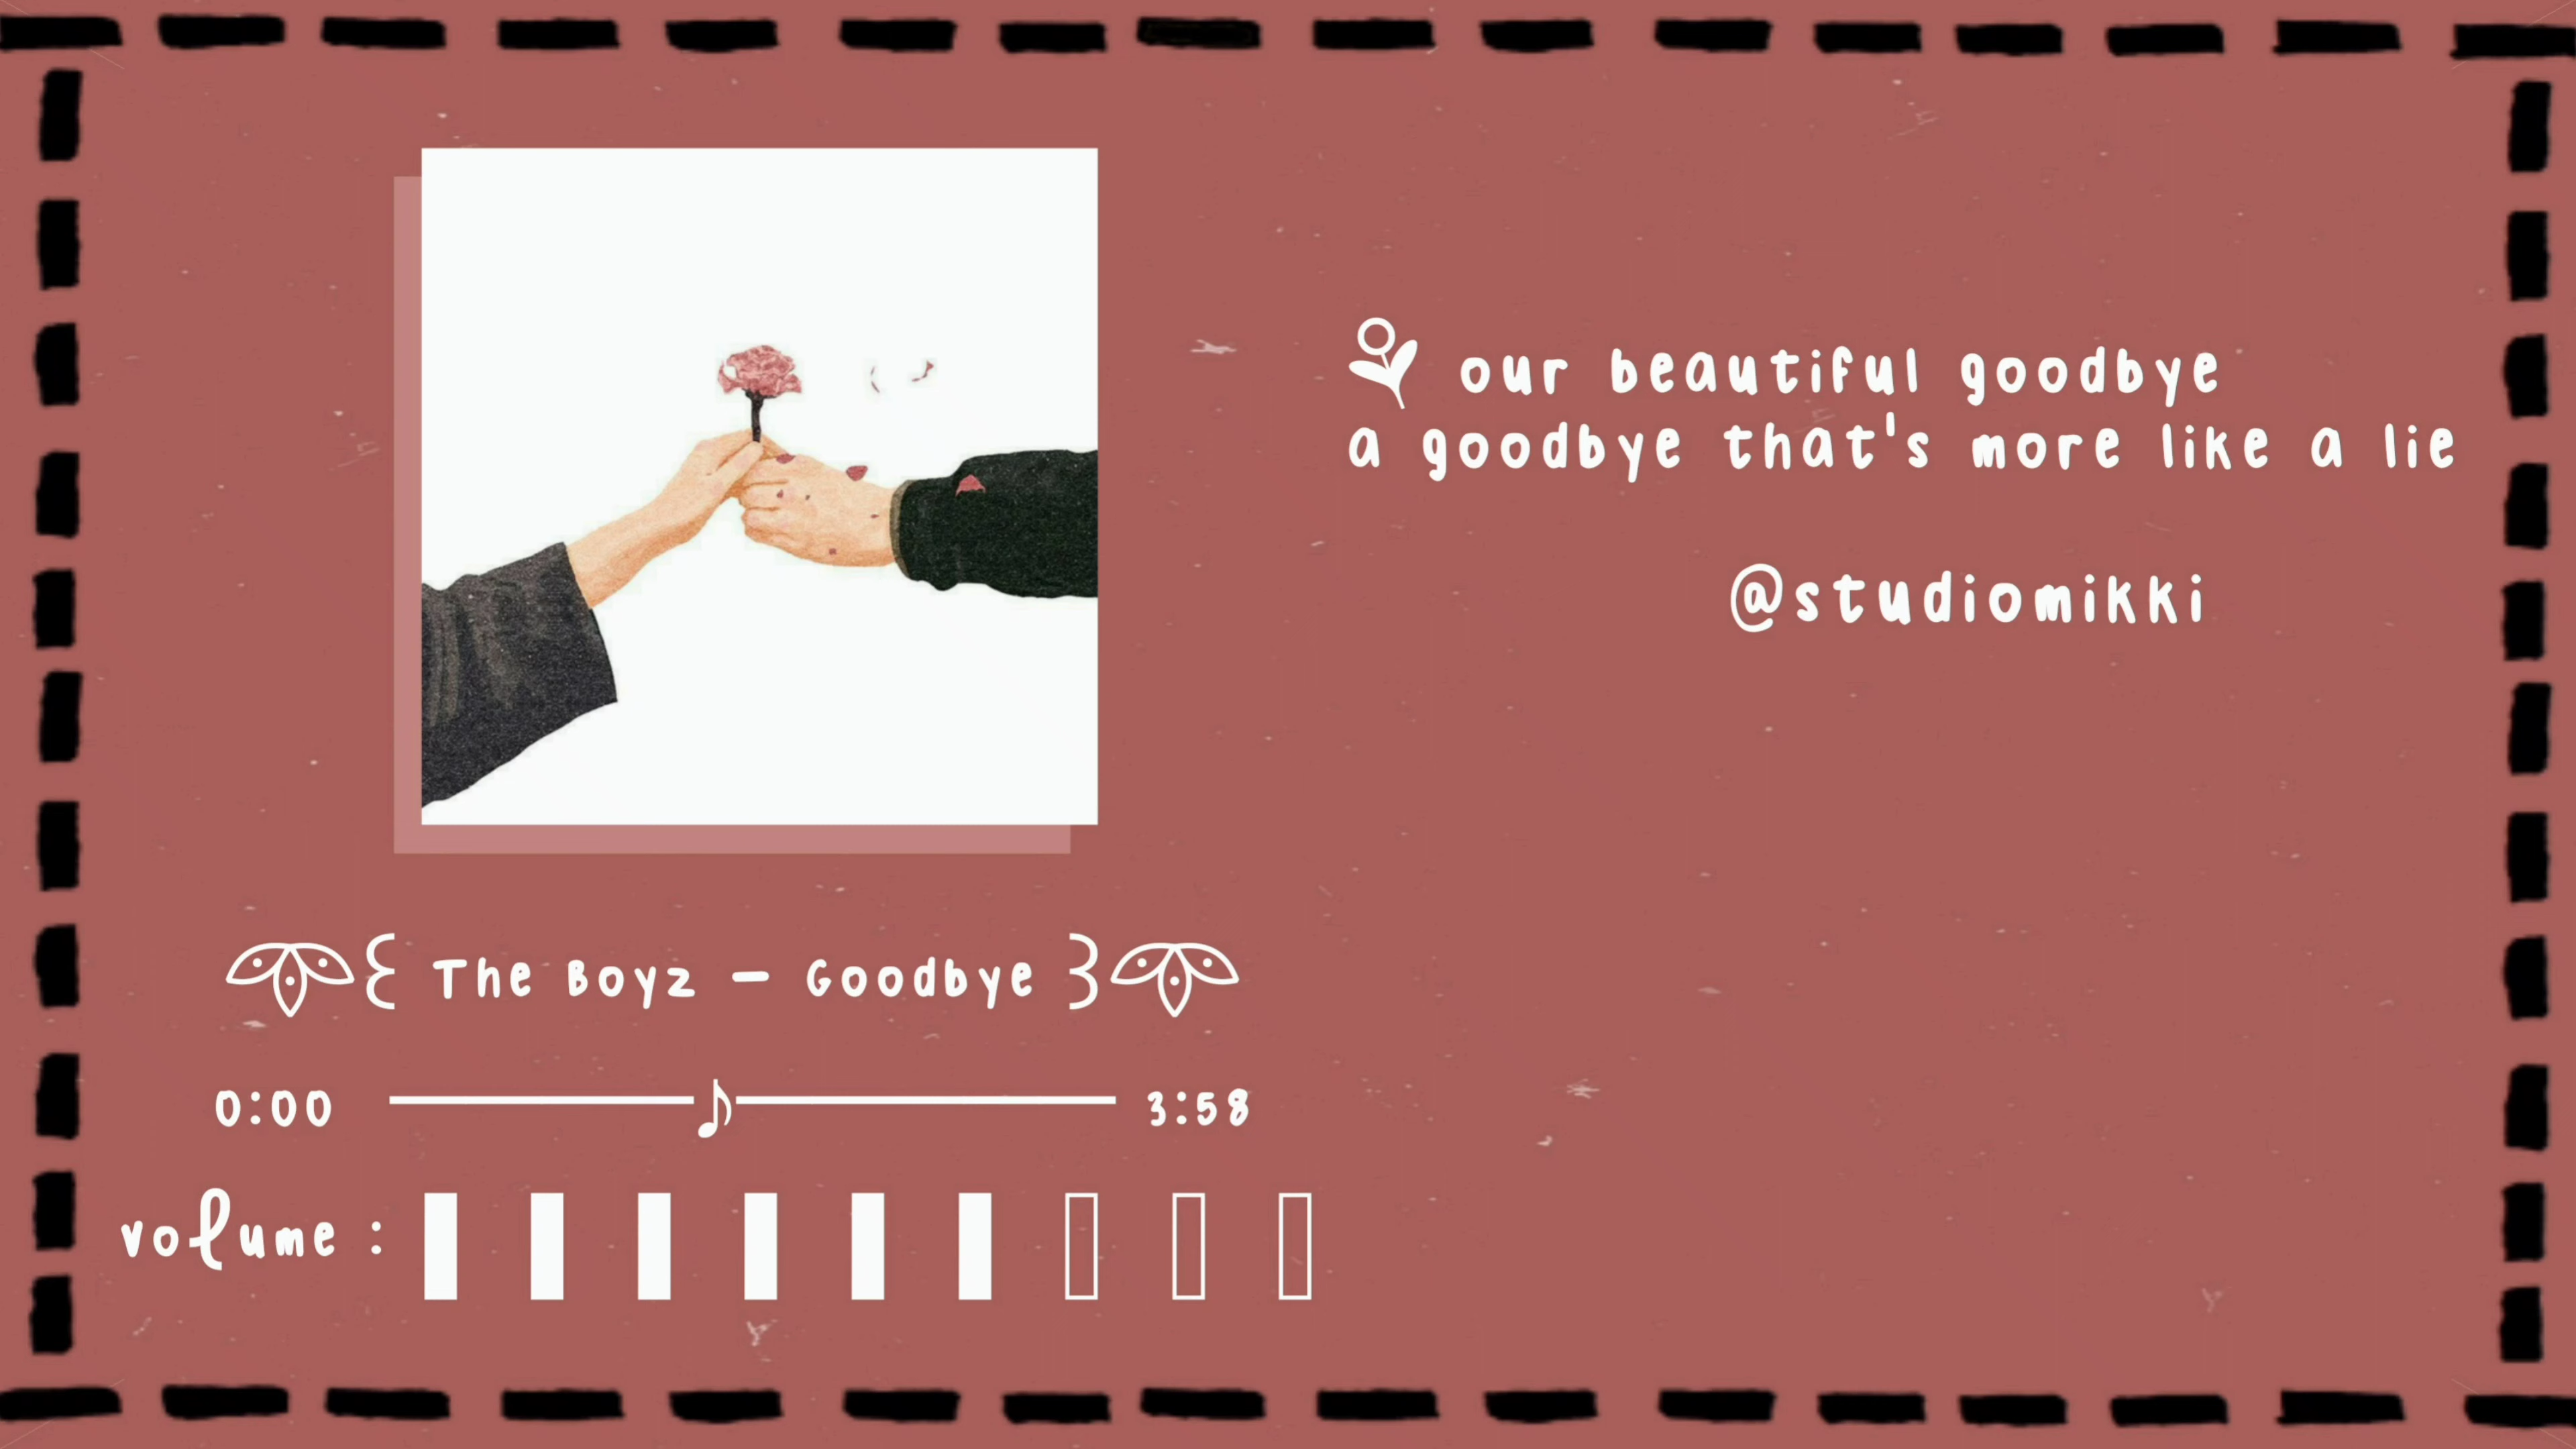 our beautiful goodbye
a goodbye that's more like a lie
@studiomikki
The Boyz - Goodbye
0:00 3:58
volume :